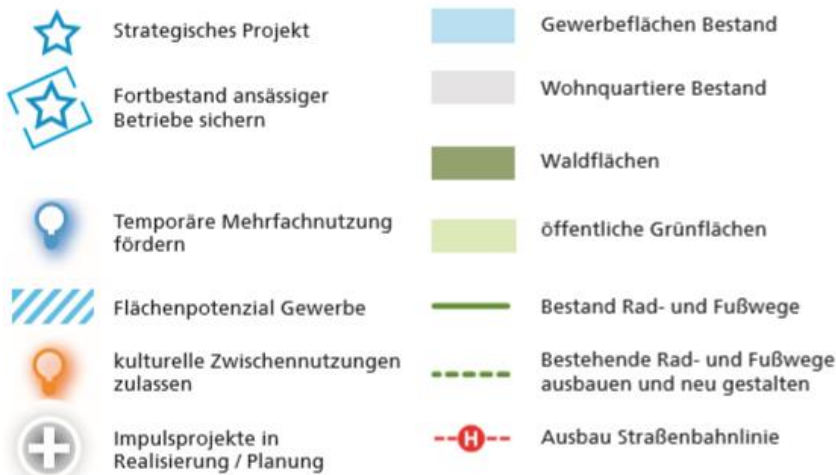 Strategisches Projekt
Fortbestand ansässiger
Betriebe sichern
Temporäre Mehrfachnutzung
fördern
Flächenpotenzial Gewerbe
kulturelle Zwischennutzungen
zulassen
Impulsprojekte in
Realisierung / Planung
Gewerbeflächen Bestand
Wohnquartiere Bestand
Waldflächen
öffentliche Grünflächen
Bestand Rad- und Fußwege
Bestehende Rad- und Fußwege
ausbauen und neu gestalten
H
Ausbau Straßenbahnlinie